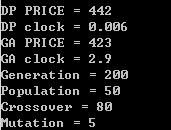 DP PRICE = 442
DP clock = 0.006
GA PRICE = 423
GA clock = 2.9
Generation = 200
Population = 50
Crossover = 80
Mutation = 5